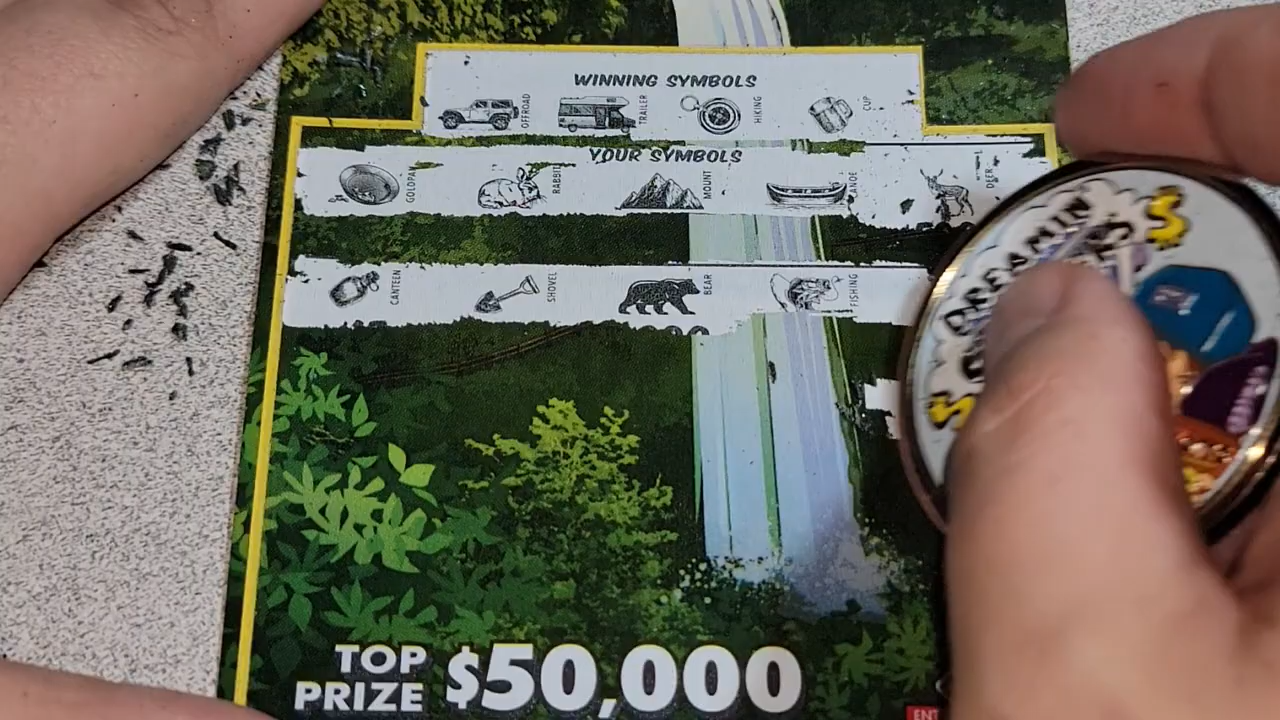 WINNING SYMBOLS
OFFROAD
TRAILER
HIKING
CUP
YOUR SYMBOLS
GOLDPAN
RABBIT
MOUNT
DEER
CANTEEN
SHOVEL
BEAR
FISHING
DREAMIN
TOP
PRIZE
$50,000